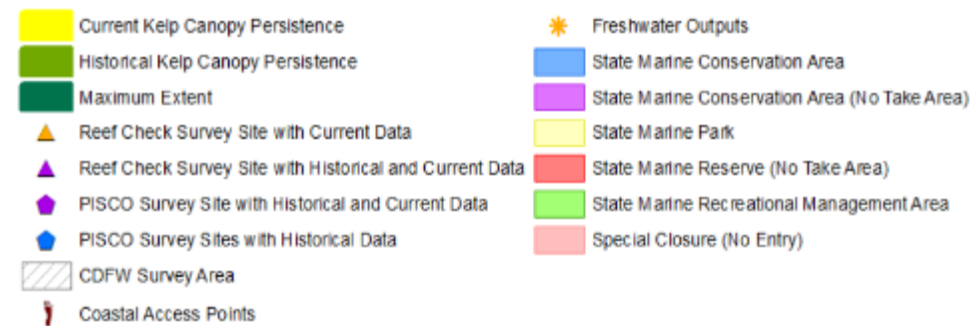 Current Kelp Canopy Persistence
Historical Kelp Canopy Persistence
Maximum Extent
Reef Check Survey Site with Current Data
Reef Check Survey Site with Historical and Current Data
PISCO Survey Site with Historical and Current Data
PISCO Survey Sites with Historical Data
CDFW Survey Area
Coastal Access Points
Freshwater Outputs
State Marine Conservation Area
State Marine Conservation Area (No Take Area)
State Marine Park
State Marine Reserve (No Take Area)
State Marine Recreational Management Area
Special Closure (No Entry)